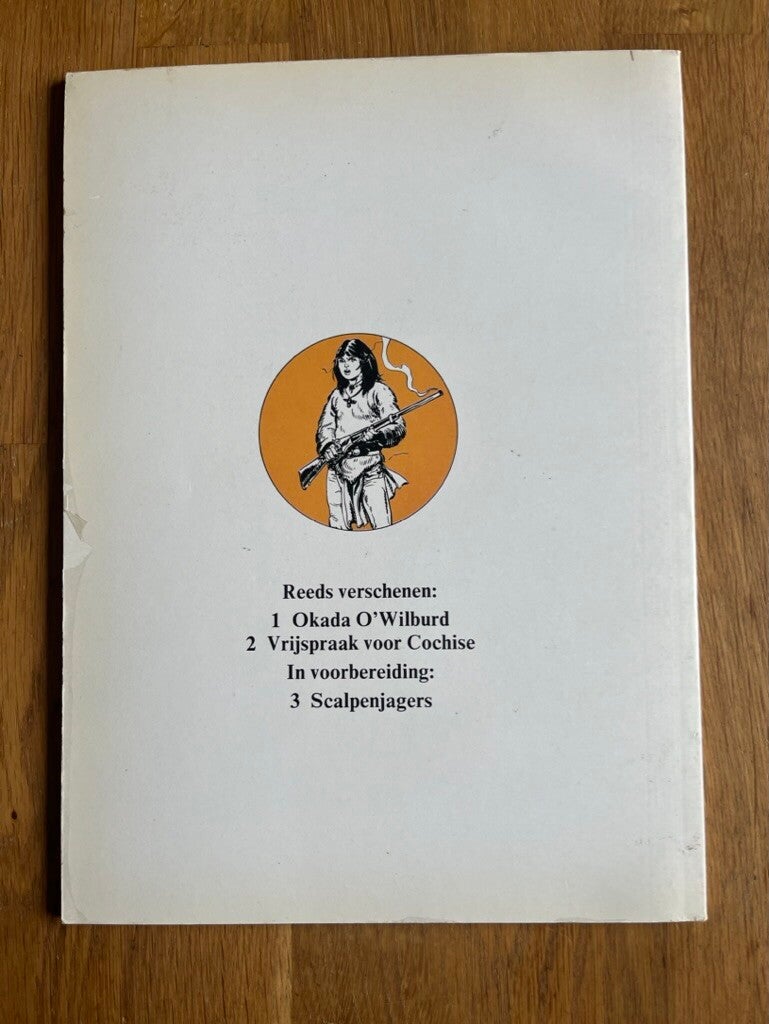 Reeds verschenen:
1 Okada O'Wilburd
2 Vrijspraak voor Cochise
In voorbereiding:
3 Scalpenjagers